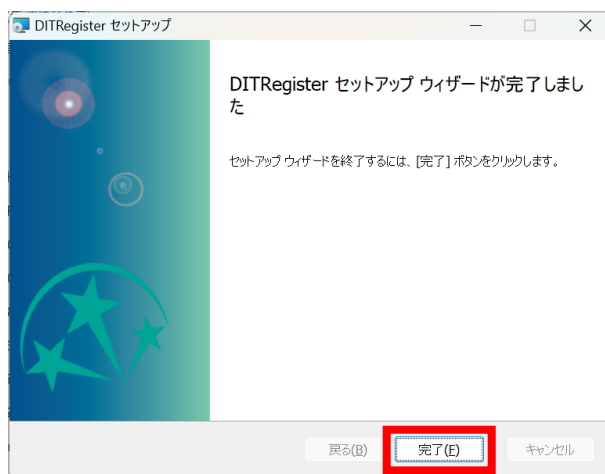 DITRegister セットアップ
DITRegister セットアップ ウィザードが完了しまし
た
セットアップ ウィザードを終了するには、[完了] ボタンをクリックします。
戻る(B) 完了(F) キャンセル